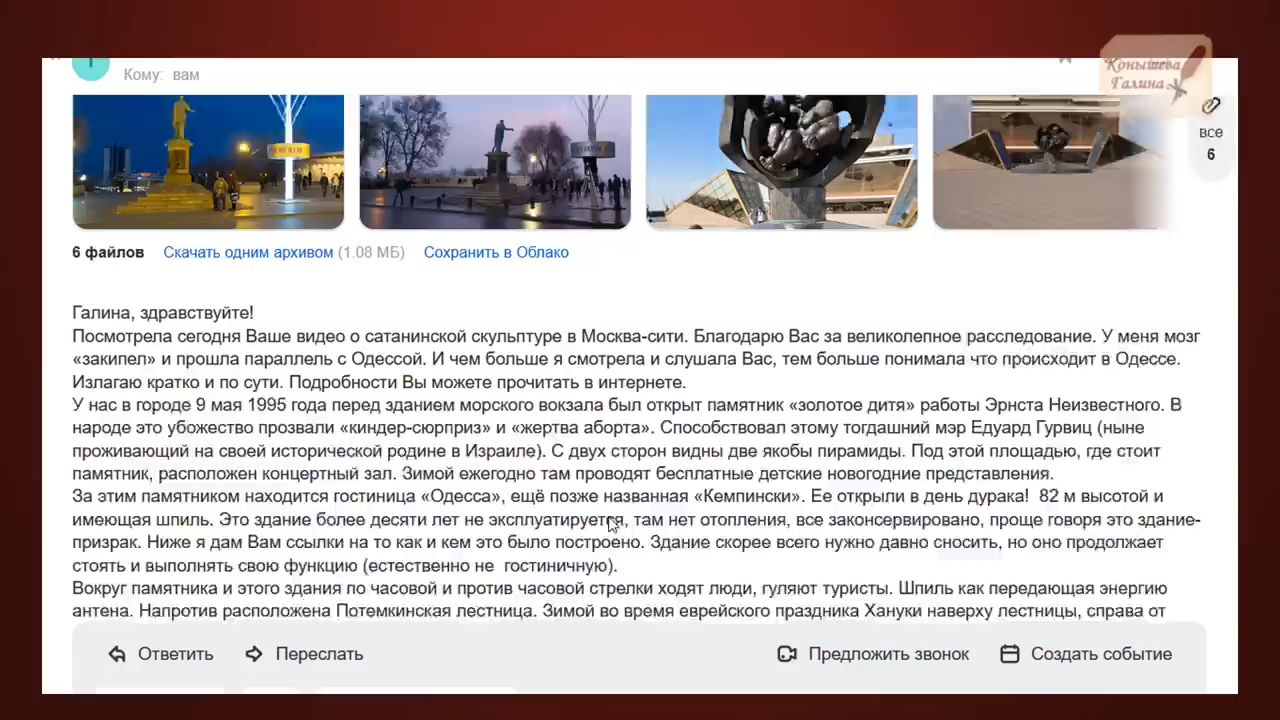 Кому: вам
Конышева
Галина
все
6
6 файлов Скачать одним архивом (1.08 МБ) Сохранить в Облако
Галина, здравствуйте!
Посмотрела сегодня Ваше видео о сатанинской скульптуре в Москва-сити. Благодарю Вас за великолепное расследование. У меня мозг
«закипел» и прошла параллель с Одессой. И чем больше я смотрела и слушала Вас, тем больше понимала что происходит в Одессе.
Излагаю кратко и по сути. Подробности Вы можете прочитать в интернете.
У нас в городе 9 мая 1995 года перед зданием морского вокзала был открыт памятник «золотое дитя» работы Эрнста Неизвестного. В
народе это убожество прозвали «киндер-сюрприз» и «жертва аборта». Способствовал этому тогдашний мэр Едуард Гурвиц (ныне
проживающий на своей исторической родине в Израиле). С двух сторон видны две якобы пирамиды. Под этой площадью, где стоит
памятник, расположен концертный зал. Зимой ежегодно там проводят бесплатные детские новогодние представления.
За этим памятником находится гостиница «Одесса», ещё позже названная «Кемпински». Ее открыли в день дурака! 82 м высотой и
имеющая шпиль. Это здание более десяти лет не эксплуатируется, там нет отопления, все законсервировано, проще говоря это здание-
призрак. Ниже я дам Вам ссылки на то как и кем это было построено. Здание скорее всего нужно давно сносить, но оно продолжает
стоять и выполнять свою функцию (естественно не гостиничную).
Вокруг памятника и этого здания по часовой и против часовой стрелки ходят люди, гуляют туристы. Шпиль как передающая энергию
антена. Напротив расположена Потемкинская лестница. Зимой во время еврейского праздника Хануки наверху лестницы, справа от
Ответить Переслать Предложить звонок Создать событие